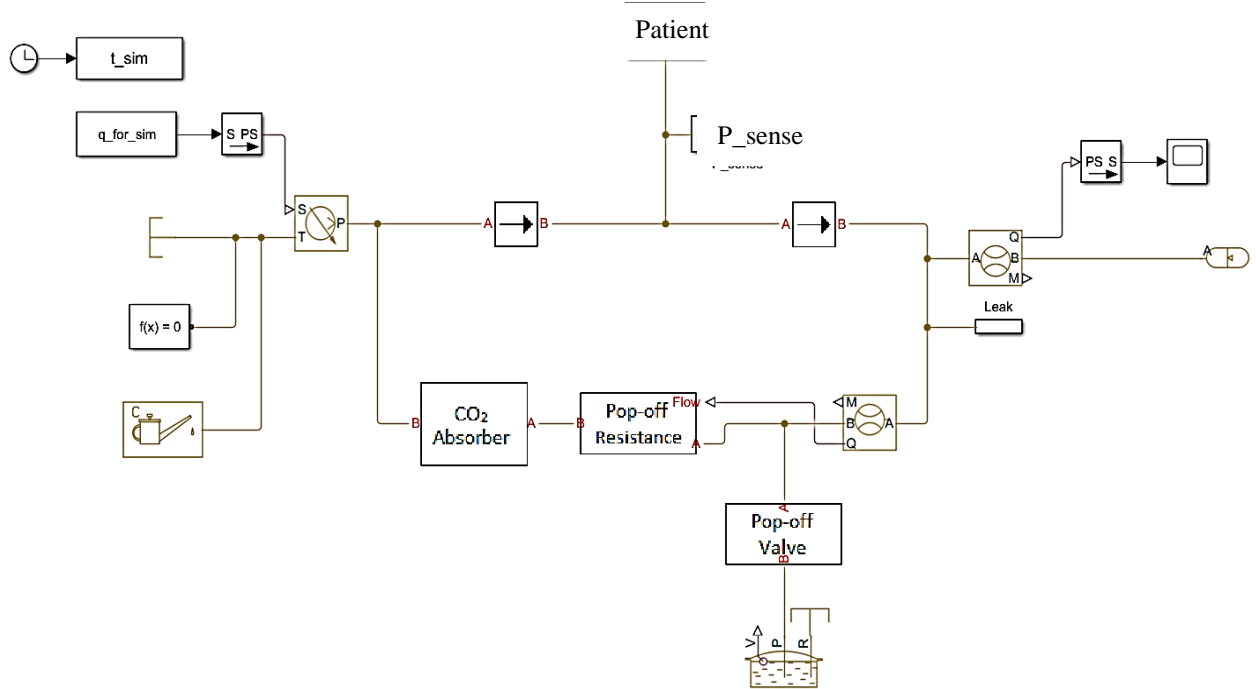 Patient
t_sim
P_sense
q_for_sim
S PS
PS S
S
P
T
A
B
A
B
Q
A
B
M
A
Leak
f(x) = 0
C
CO₂
Absorber
B
A
Pop-off
Resistance
Flow
B
A
M
B
A
Q
A
Pop-off
Valve
B
V
P
R